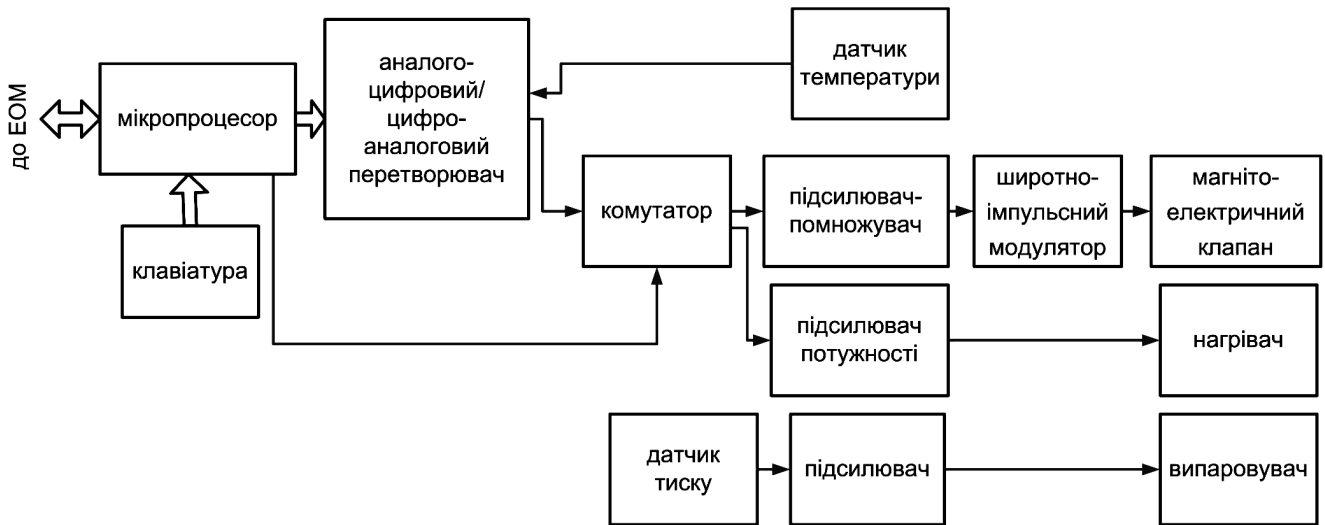 до ЕОМ
мікропроцесор
клавіатура
аналого-
цифровий/
цифро-
аналоговий
перетворювач
датчик
температури
комутатор
підсилювач-
помножувач
широтно-
імпульсний
модулятор
магніто-
електричний
клапан
підсилювач
потужності
нагрівач
датчик
тиску
підсилювач
випаровувач